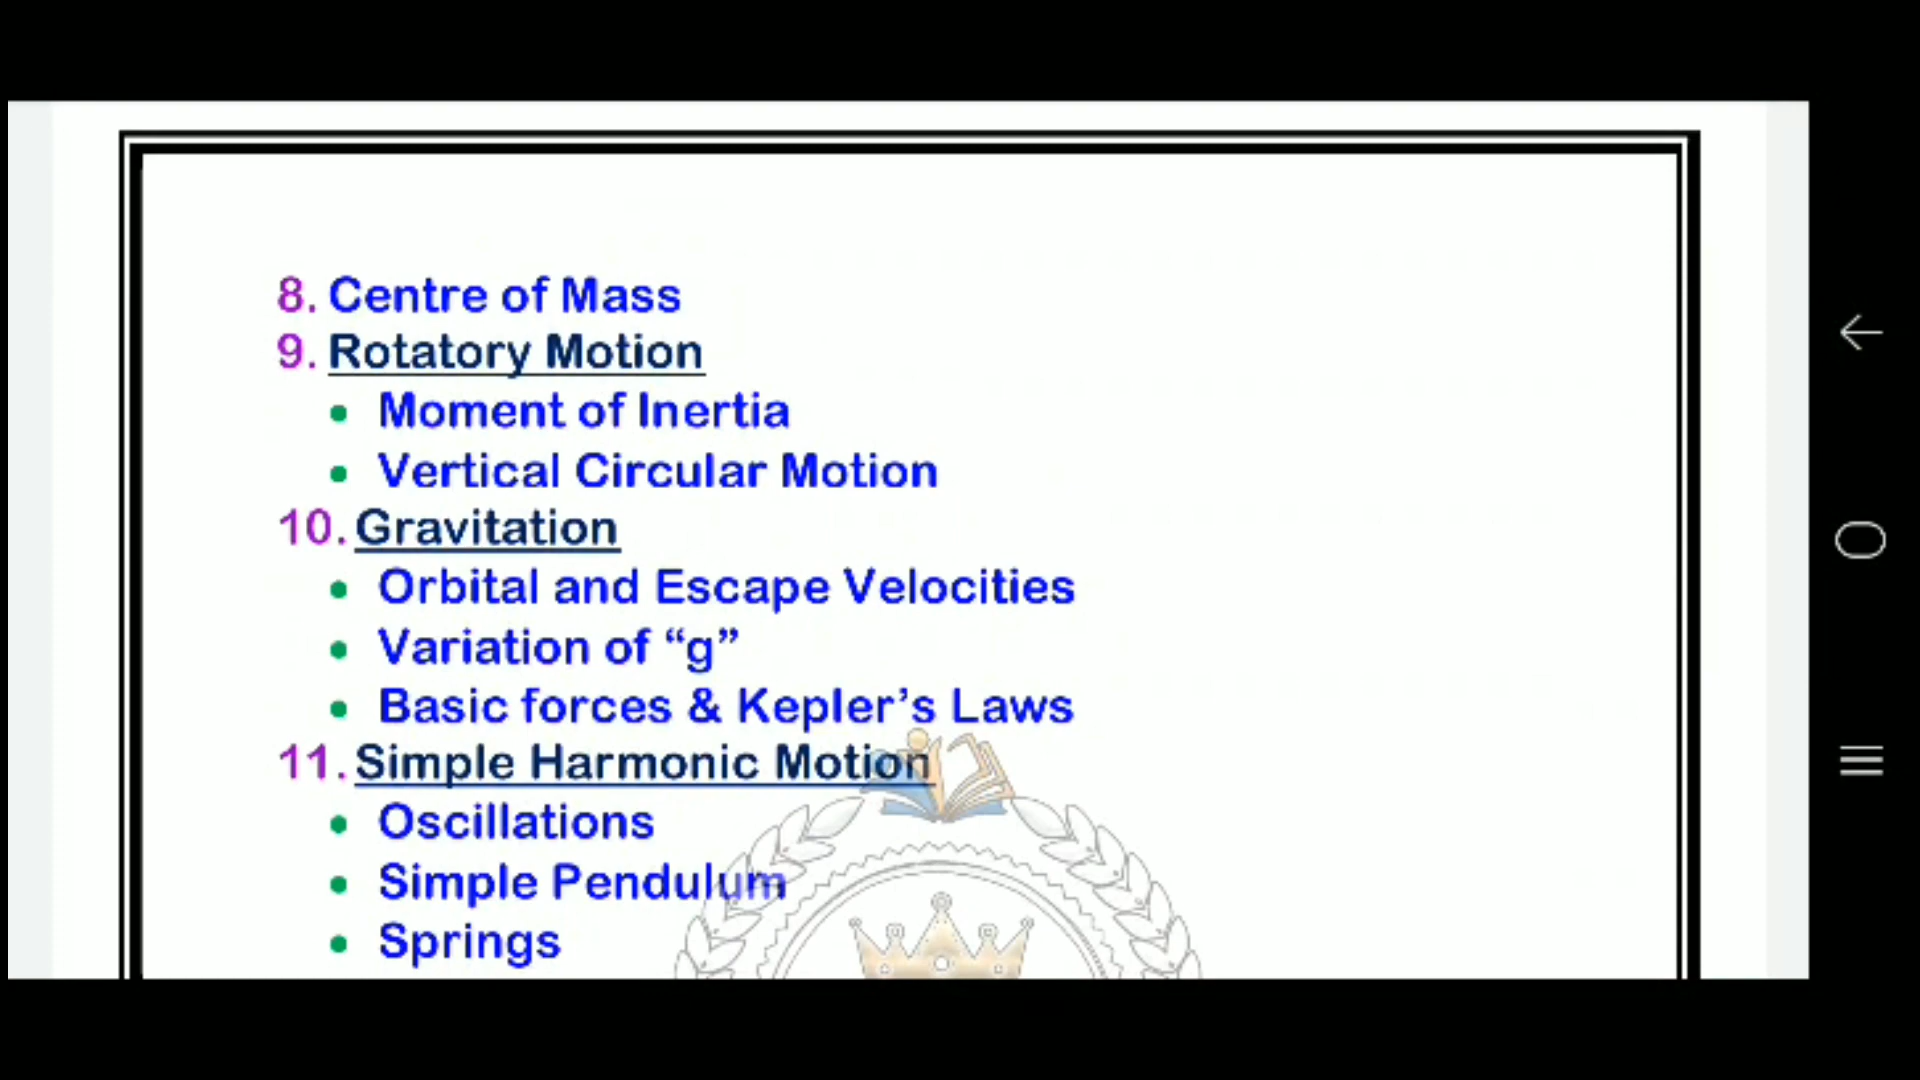 8. Centre of Mass
9. Rotatory Motion
• Moment of Inertia
• Vertical Circular Motion
10. Gravitation
• Orbital and Escape Velocities
• Variation of “g”
• Basic forces & Kepler’s Laws
11. Simple Harmonic Motion
• Oscillations
• Simple Pendulum
• Springs